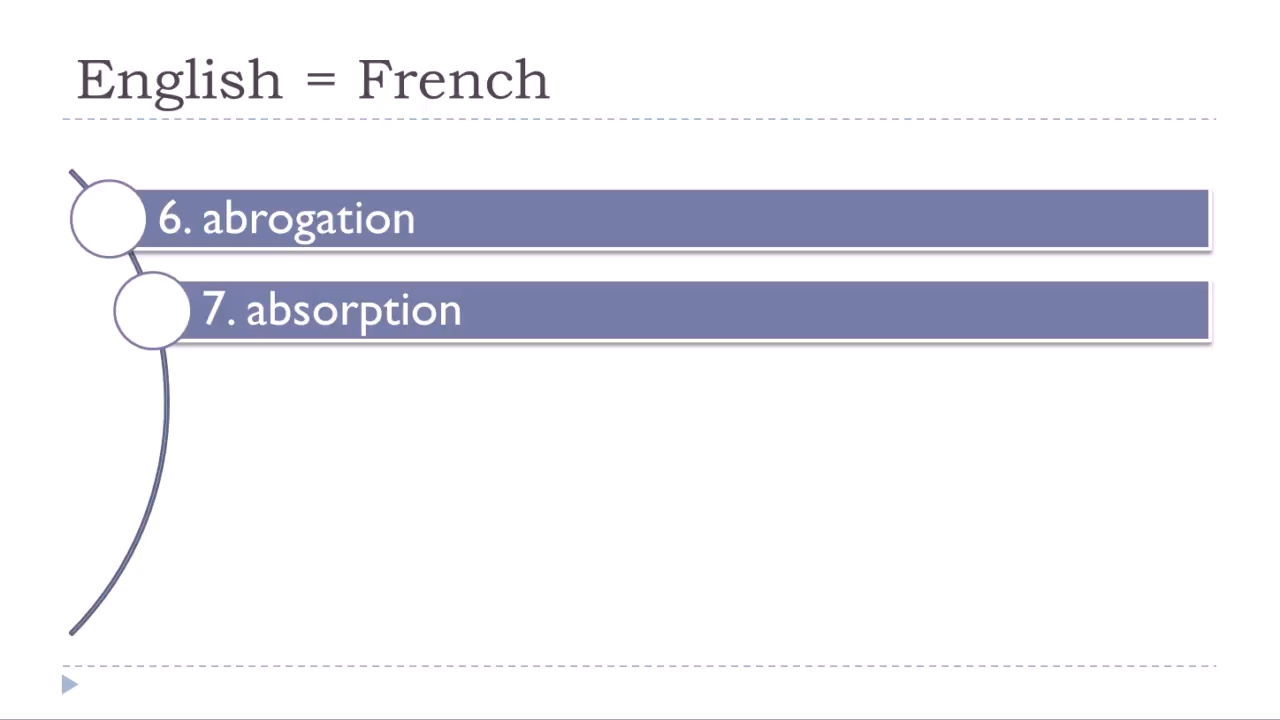 English = French
6. abrogation
7. absorption